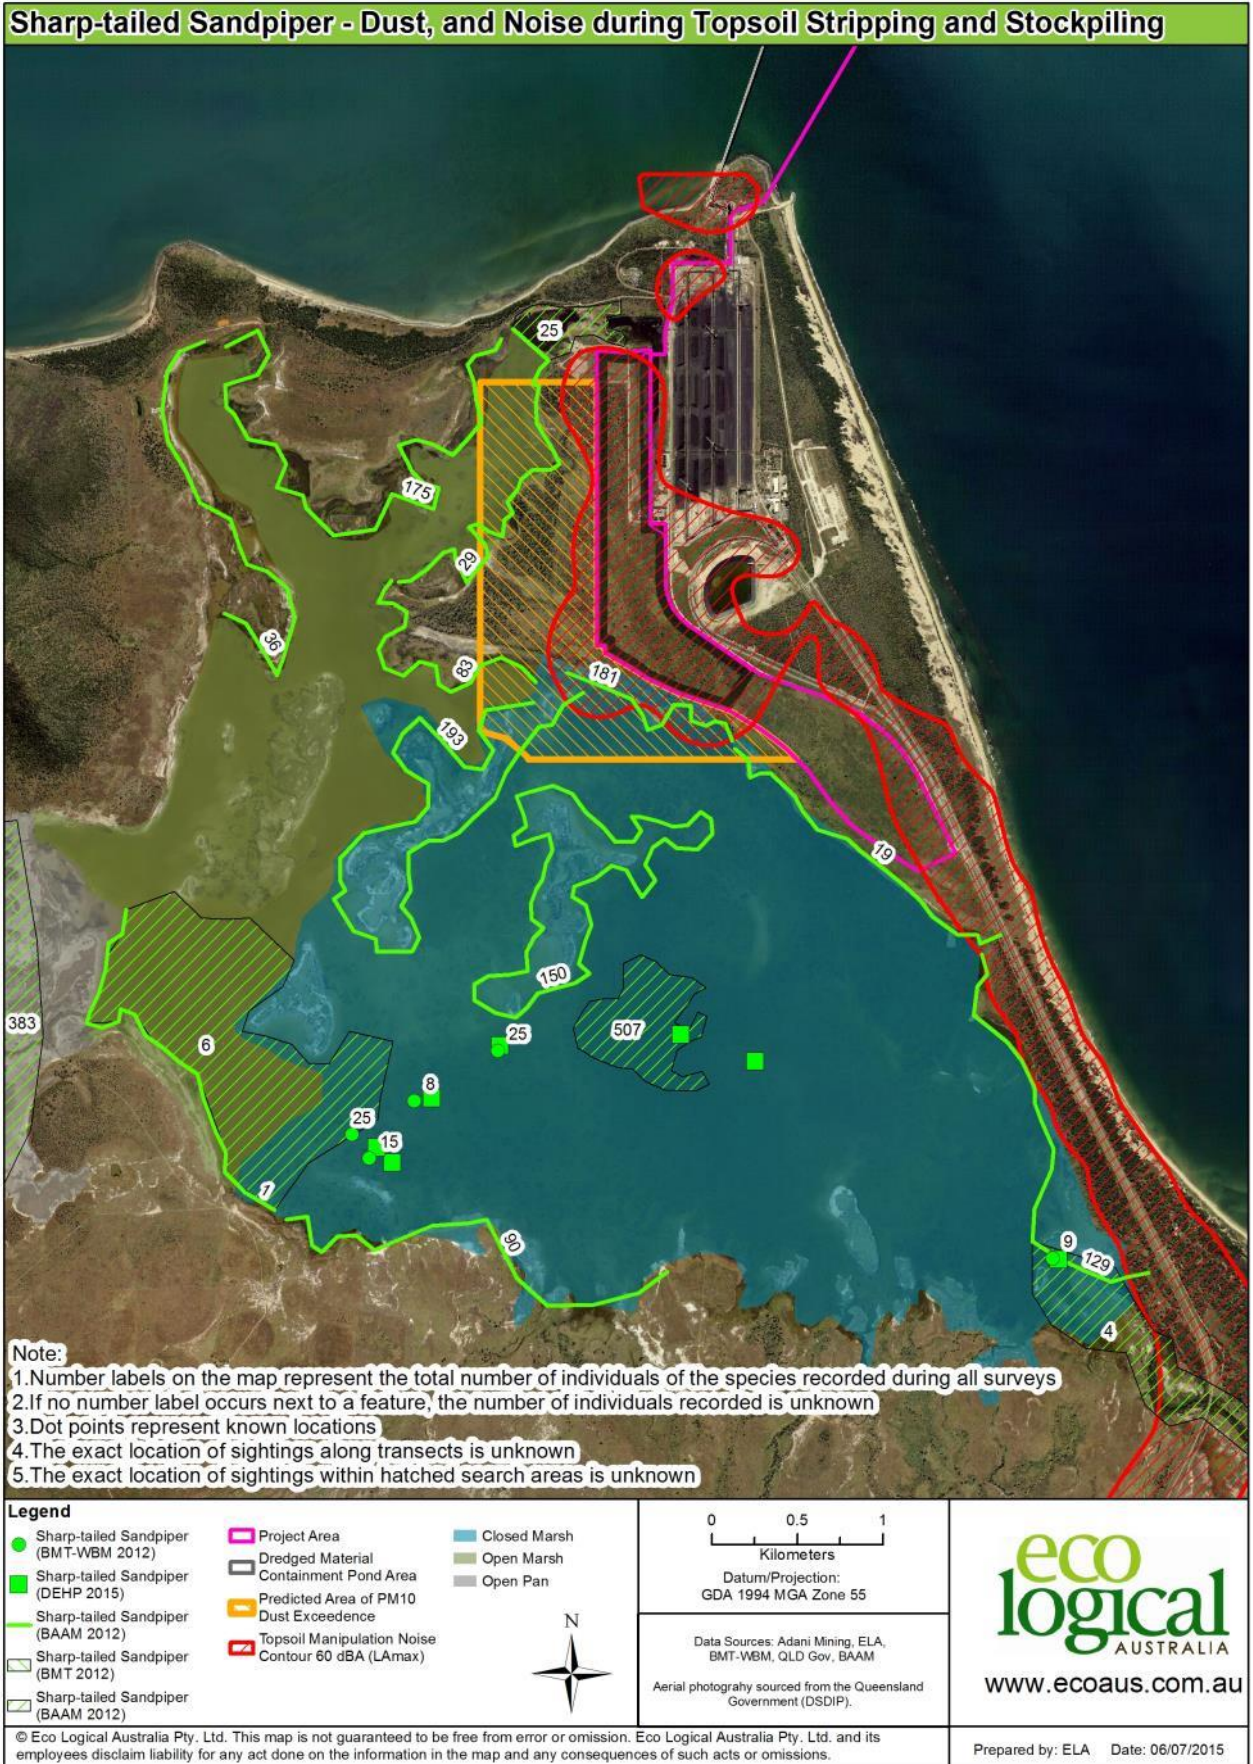 Sharp-tailed Sandpiper - Dust, and Noise during Topsoil Stripping and Stockpiling
25
175
29
36
83
181
193
19
150
383
507
25
6
8
25
15
1
90
9
129
4
Note:
1.Number labels on the map represent the total number of individuals of the species recorded during all surveys
2.If no number label occurs next to a feature, the number of individuals recorded is unknown
3.Dot points represent known locations
4.The exact location of sightings along transects is unknown
5.The exact location of sightings within hatched search areas is unknown
Legend
Sharp-tailed Sandpiper
(BMT-WBM 2012)
Sharp-tailed Sandpiper
(DEHP 2015)
Sharp-tailed Sandpiper
(BAAM 2012)
Sharp-tailed Sandpiper
(BMT 2012)
Sharp-tailed Sandpiper
(BAAM 2012)
Project Area
Dredged Material
Containment Pond Area
Predicted Area of PM10
Dust Exceedence
Topsoil Manipulation Noise
Contour 60 dBA (LAmax)
Closed Marsh
Open Marsh
Open Pan
N
0 0.5 1
Kilometers
Datum/Projection:
GDA 1994 MGA Zone 55
Data Sources: Adani Mining, ELA,
BMT-WBM, QLD Gov, BAAM
Aerial photograhy sourced from the Queensland
Government (DSDIP).
eco
logical
AUSTRALIA
www.ecoaus.com.au
© Eco Logical Australia Pty. Ltd. This map is not guaranteed to be free from error or omission. Eco Logical Australia Pty. Ltd. and its
employees disclaim liability for any act done on the information in the map and any consequences of such acts or omissions.
Prepared by: ELA Date: 06/07/2015